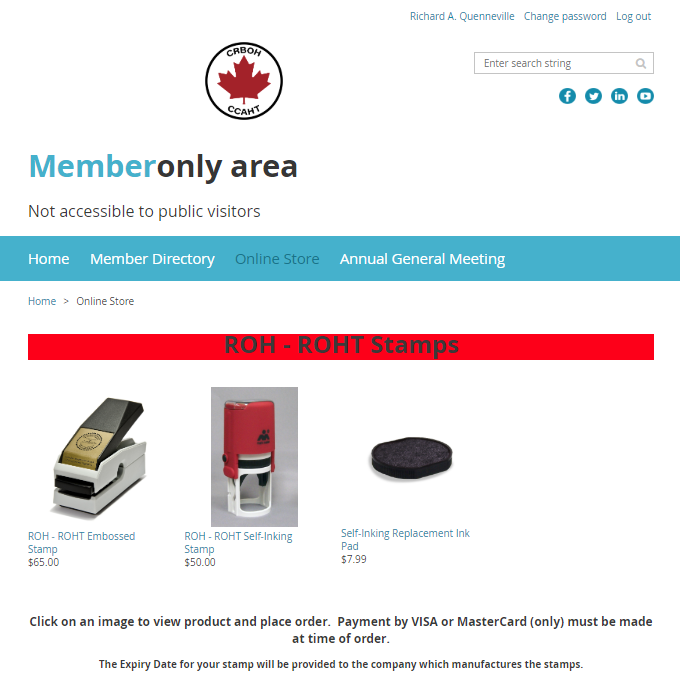 Richard A. Quenneville Change password Log out
CRBOH
CCAHT
Enter search string
Memberonly area
Not accessible to public visitors
Home Member Directory Online Store Annual General Meeting
Home > Online Store
ROH - ROHT Stamps
ROH - ROHT Embossed
Stamp
$65.00
ROH - ROHT Self-Inking
Stamp
$50.00
Self-Inking Replacement Ink
Pad
$7.99
Click on an image to view product and place order. Payment by VISA or MasterCard (only) must be made
at time of order.
The Expiry Date for your stamp will be provided to the company which manufactures the stamps.